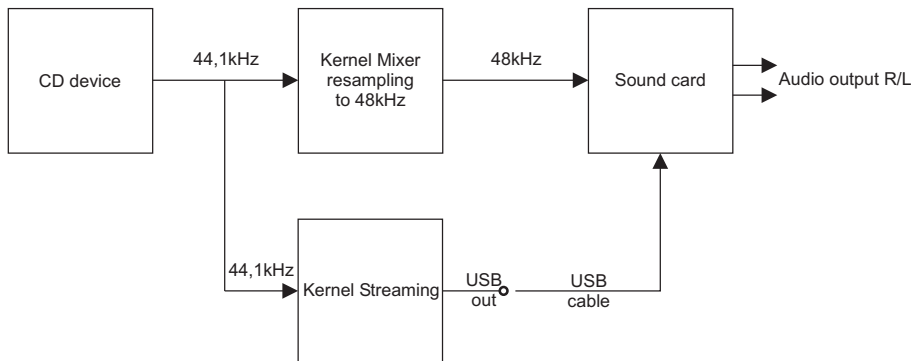 CD device
44,1kHz
Kernel Mixer
resampling
to 48kHz
48kHz
Sound card
Audio output R/L
44,1kHz
Kernel Streaming
USB
out
USB
cable